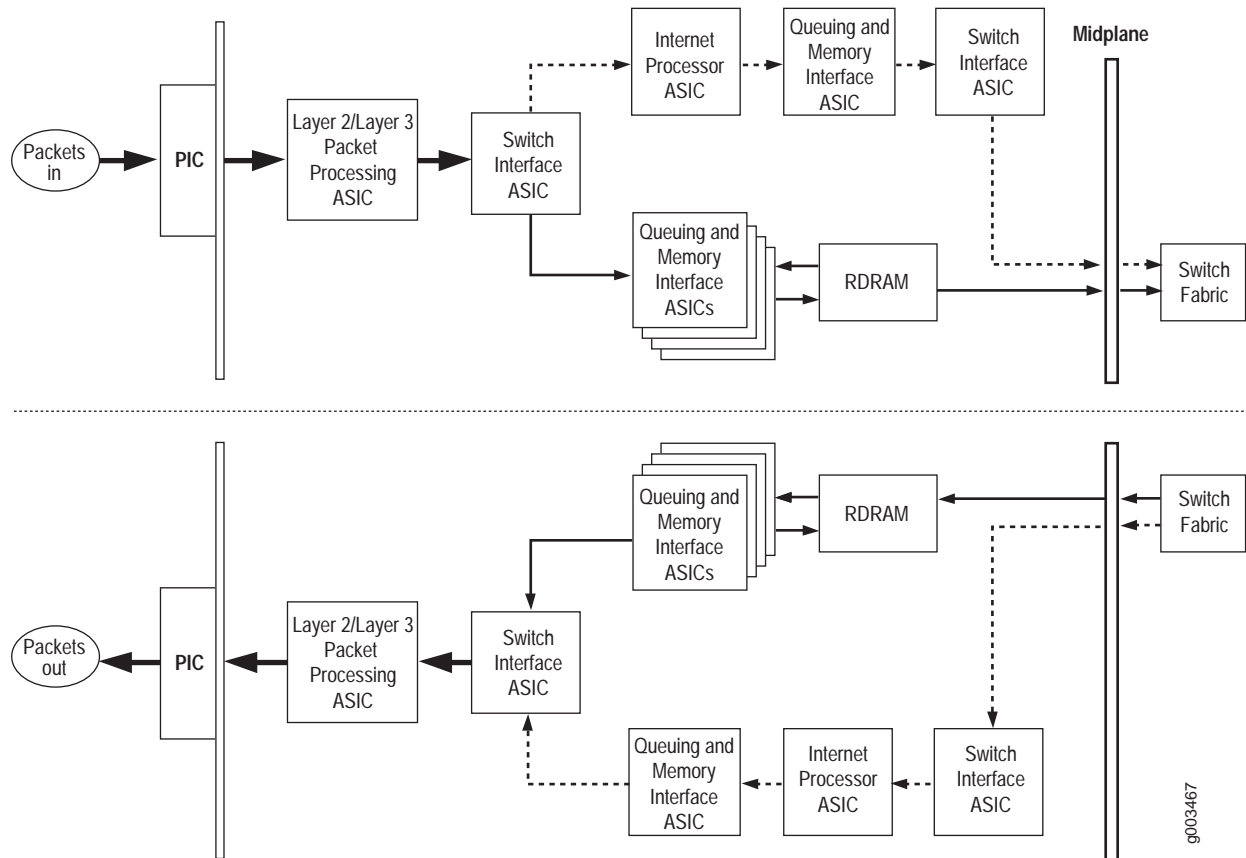 Internet
Processor
ASIC
Queuing and
Memory
Interface
ASIC
Switch
Interface
ASIC
Midplane
Packets
in
PIC
Layer 2/Layer 3
Packet
Processing
ASIC
Switch
Interface
ASIC
Queuing and
Memory
Interface
ASICs
RDRAM
Switch
Fabric
Queuing and
Memory
Interface
ASICs
RDRAM
Switch
Fabric
Packets
out
PIC
Layer 2/Layer 3
Packet
Processing
ASIC
Switch
Interface
ASIC
Queuing and
Memory
Interface
ASIC
Internet
Processor
ASIC
Switch
Interface
ASIC
g003467